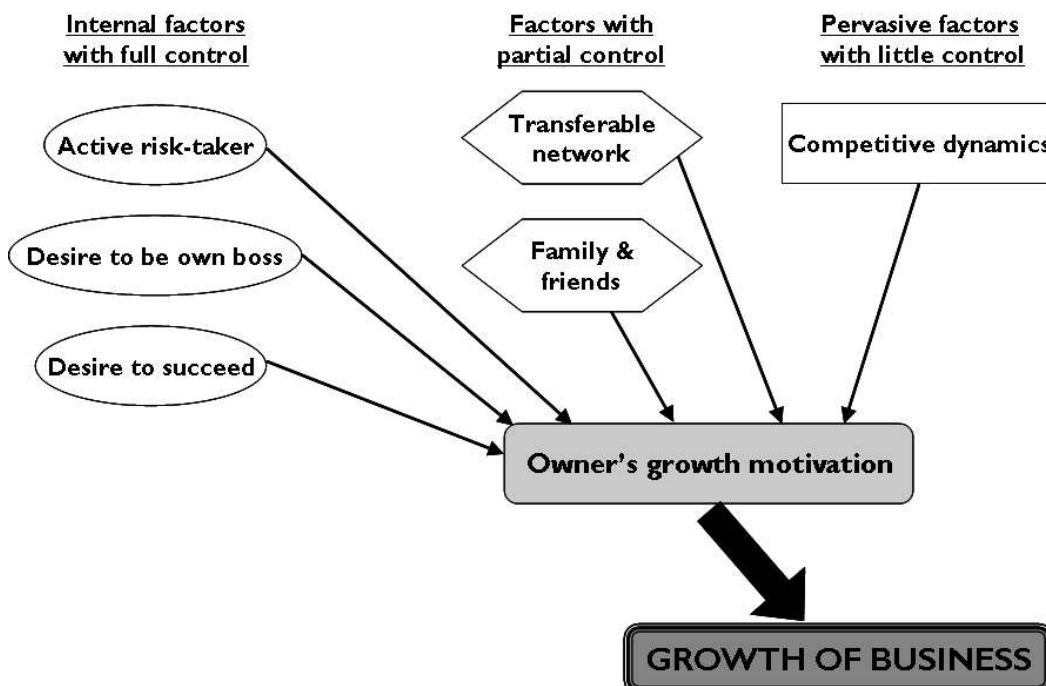 Internal factors
with full control
Factors with
partial control
Pervasive factors
with little control
Active risk-taker
Transferable
network
Competitive dynamics
Desire to be own boss
Family &
friends
Desire to succeed
Owner's growth motivation
GROWTH OF BUSINESS